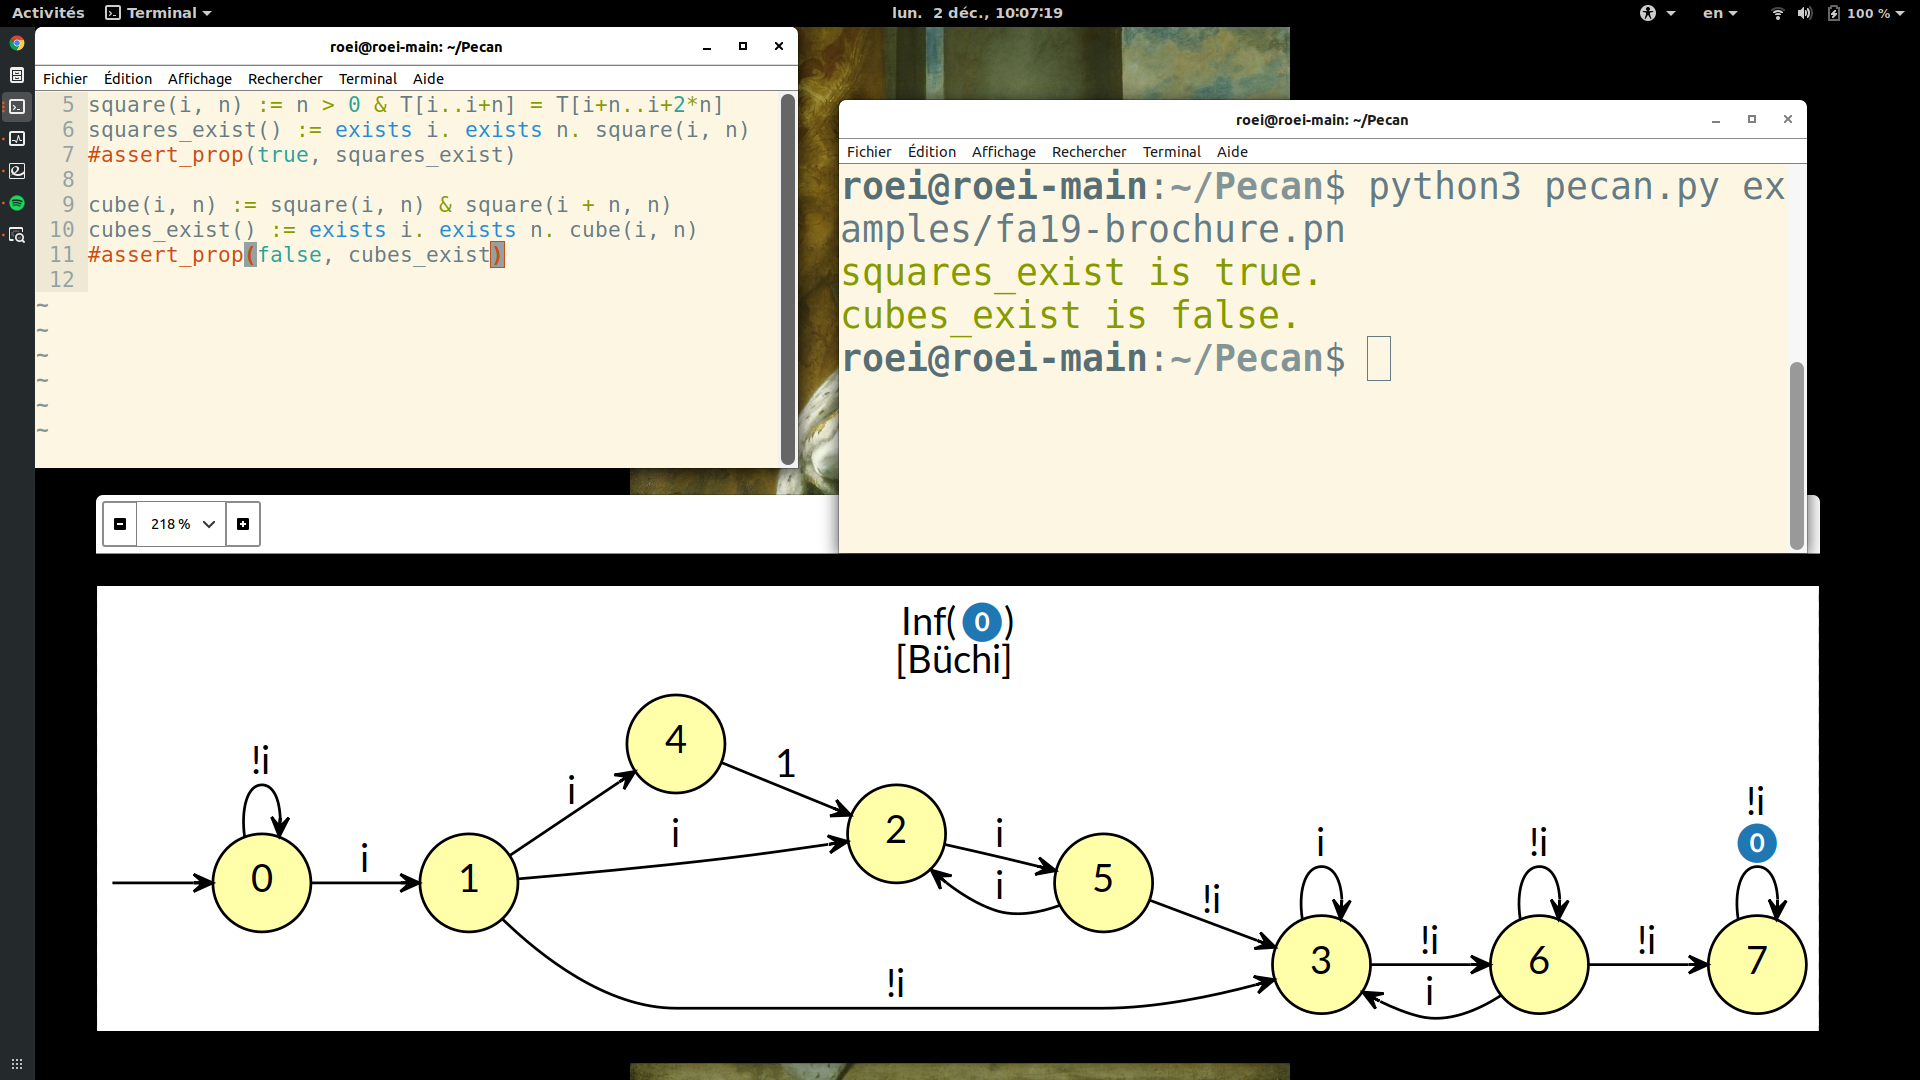 Activités Terminal lun. 2 déc., 10:07:19 en 100 %
roei@roei-main: ~/Pecan
Fichier Édition Affichage Rechercher Terminal Aide
5 square(i, n) := n > 0 & T[i..i+n] = T[i+n..i+2*n]
6 squares_exist() := exists i. exists n. square(i, n)
7 #assert_prop(true, squares_exist)
8
9 cube(i, n) := square(i, n) & square(i + n, n)
10 cubes_exist() := exists i. exists n. cube(i, n)
11 #assert_prop(false, cubes_exist)
12
~
~
~
~
~
~
roei@roei-main: ~/Pecan
Fichier Édition Affichage Rechercher Terminal Aide
roei@roei-main:~/Pecan$ python3 pecan.py ex
amples/fa19-brochure.pn
squares_exist is true.
cubes_exist is false.
roei@roei-main:~/Pecan$
218 %
Inf(0)
[Büchi]
!i
0
i
1
i
4
1
i
2
i
i
5
!i
!i
i
3
!i
i
!i
6
!i
!i
0
7